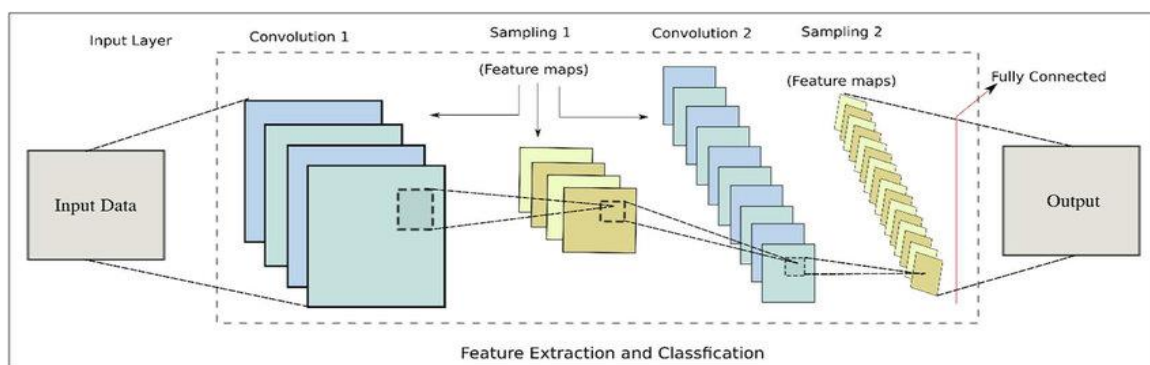 Input Layer
Convolution 1
Sampling 1
Convolution 2
Sampling 2
(Feature maps)
(Feature maps)
Fully Connected
Input Data
Output
Feature Extraction and Classfication